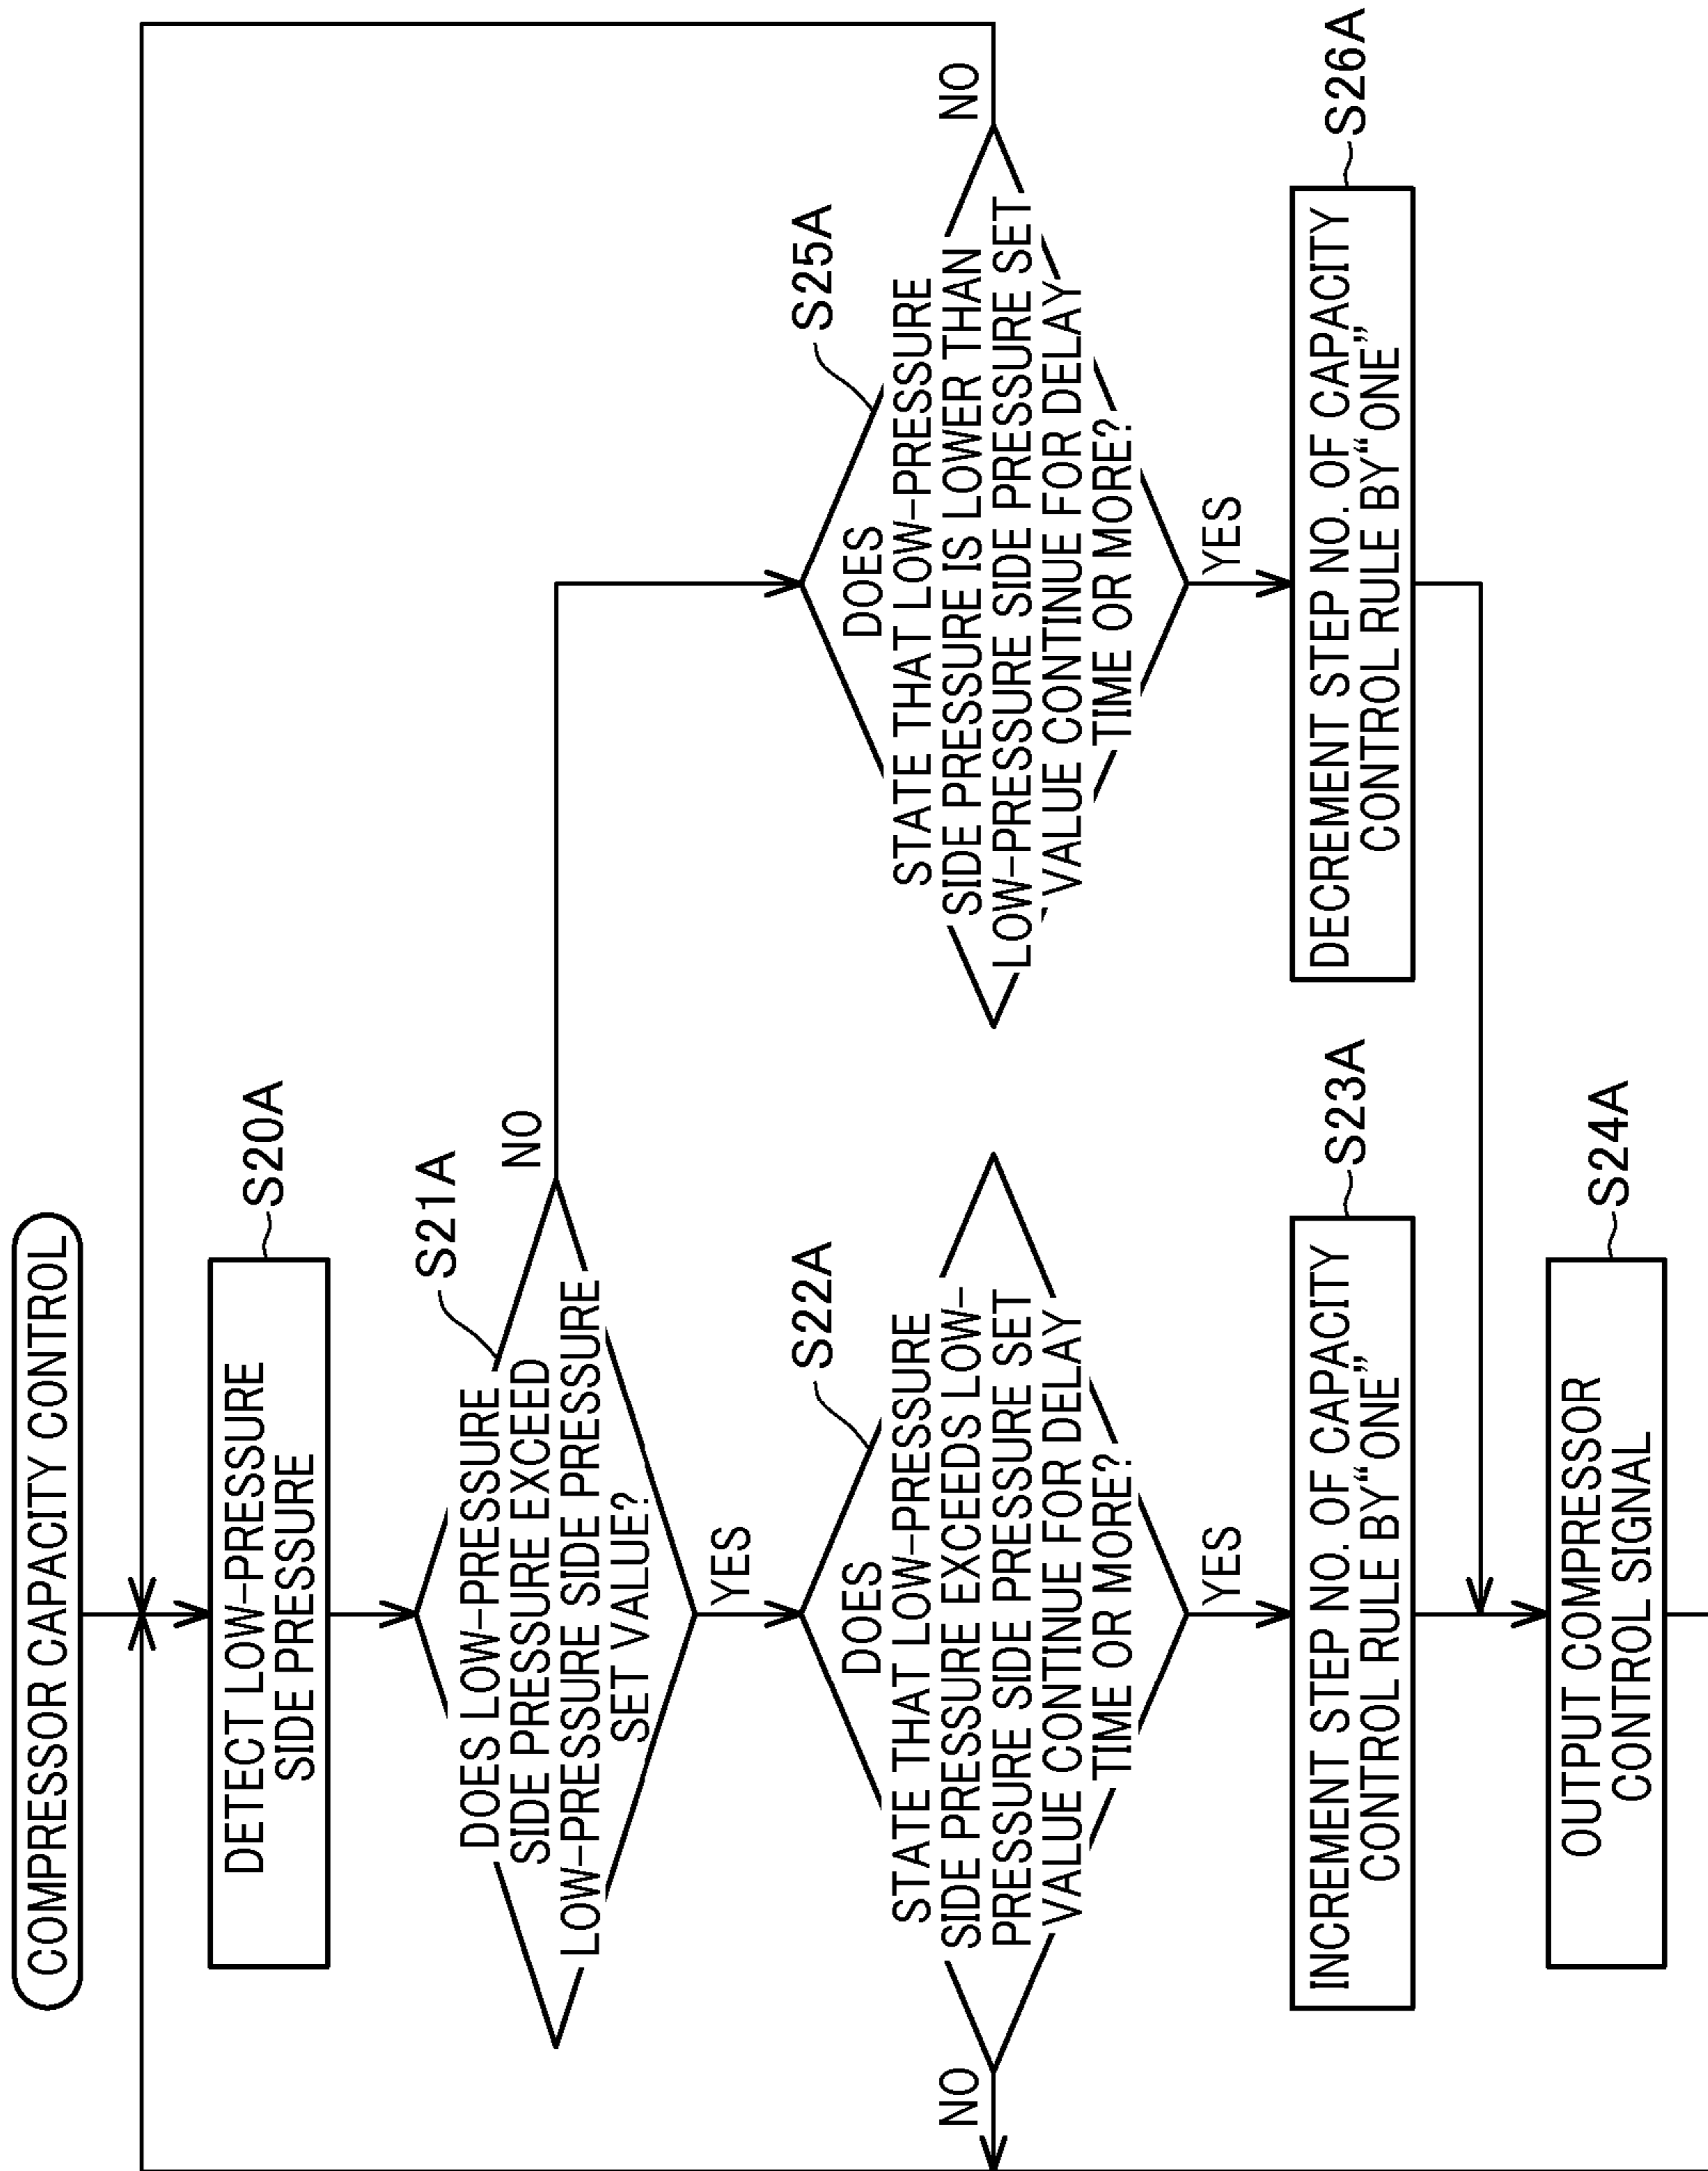 COMPRESSOR CAPACITY CONTROL
DETECT LOW-PRESSURE
SIDE PRESSURE
S20A
DOES LOW-PRESSURE
SIDE PRESSURE EXCEED
LOW-PRESSURE SIDE PRESSURE
SET VALUE?
S21A
NO
YES
DOES
STATE THAT LOW-PRESSURE
SIDE PRESSURE EXCEEDS LOW-
PRESSURE SIDE PRESSURE SET
VALUE CONTINUE FOR DELAY
TIME OR MORE?
S22A
NO
YES
INCREMENT STEP NO. OF CAPACITY
CONTROL RULE BY “ONE”
S23A
OUTPUT COMPRESSOR
CONTROL SIGNAL
S24A
DOES
STATE THAT LOW-PRESSURE
SIDE PRESSURE IS LOWER THAN
LOW-PRESSURE SIDE PRESSURE SET
VALUE CONTINUE FOR DELAY
TIME OR MORE?
S25A
NO
YES
DECREMENT STEP NO. OF CAPACITY
CONTROL RULE BY “ONE”
S26A